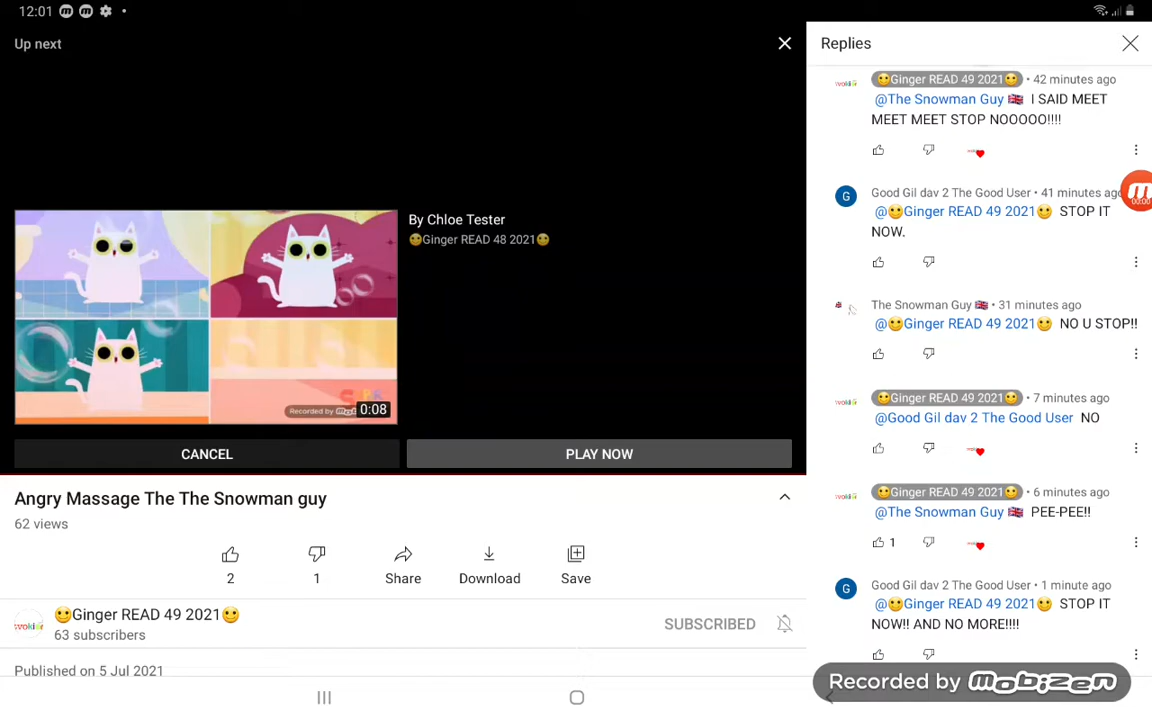 12:01
Up next
By Chloe Tester
Ginger READ 48 2021
Recorded by
0:08
CANCEL
PLAY NOW
Angry Massage The The Snowman guy
62 views
2
1
Share
Download
Save
Ginger READ 49 2021
63 subscribers
SUBSCRIBED
Published on 5 Jul 2021
Replies
Ginger READ 49 2021 • 42 minutes ago
@The Snowman Guy 🇬🇧 I SAID MEET
MEET MEET STOP NOOOOO!!!!
G
Good Gil dav 2 The Good User • 41 minutes ago
@Ginger READ 49 2021 STOP IT
NOW.
00:00
The Snowman Guy 🇬🇧 • 31 minutes ago
@Ginger READ 49 2021 NO U STOP!!
Ginger READ 49 2021 • 7 minutes ago
@Good Gil dav 2 The Good User NO
Ginger READ 49 2021 • 6 minutes ago
@The Snowman Guy 🇬🇧 PEE-PEE!!
1
G
Good Gil dav 2 The Good User • 1 minute ago
@Ginger READ 49 2021 STOP IT
NOW!! AND NO MORE!!!!
Recorded by mobizen